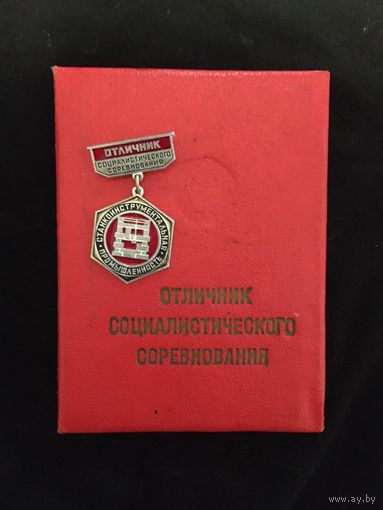 ОТЛИЧНИК
СОЦИАЛИСТИЧЕСКОГО
СОРЕВНОВАНИЯ
СТАНКОИНСТРУМЕНТАЛЬНАЯ
ПРОМЫШЛЕННОСТЬ
ОТЛИЧНИК
СОЦИАЛИСТИЧЕСКОГО
СОРЕВНОВАНИЯ
www.ay.by